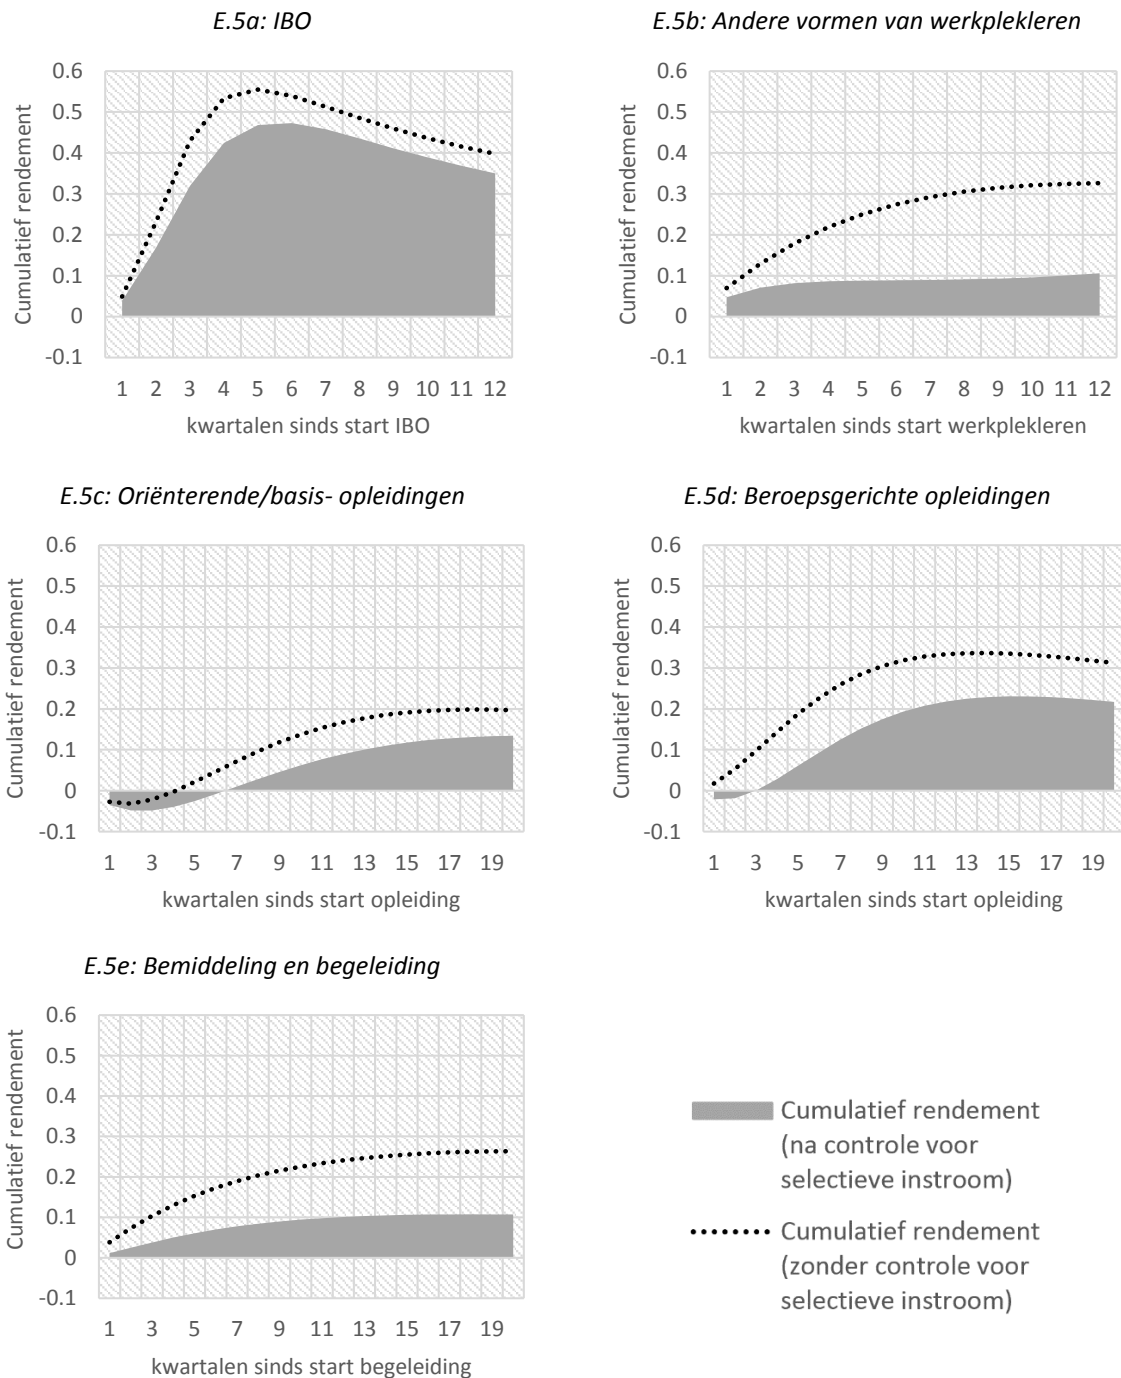 E.5a: IBO
0.6
0.5
0.4
0.3
0.2
0.1
0
-0.1
Cumulatief rendement
1 2 3 4 5 6 7 8 9 10 11 12
kwartalen sinds start IBO
E.5b: Andere vormen van werkplekleren
0.6
0.5
0.4
0.3
0.2
0.1
0
-0.1
Cumulatief rendement
1 2 3 4 5 6 7 8 9 10 11 12
kwartalen sinds start werkplekleren
E.5c: Oriënterende/basis- opleidingen
0.6
0.5
0.4
0.3
0.2
0.1
0
-0.1
Cumulatief rendement
1 3 5 7 9 11 13 15 17 19
kwartalen sinds start opleiding
E.5d: Beroepsgerichte opleidingen
0.6
0.5
0.4
0.3
0.2
0.1
0
-0.1
Cumulatief rendement
1 3 5 7 9 11 13 15 17 19
kwartalen sinds start opleiding
E.5e: Bemiddeling en begeleiding
0.6
0.5
0.4
0.3
0.2
0.1
0
-0.1
Cumulatief rendement
1 3 5 7 9 11 13 15 17 19
kwartalen sinds start begeleiding
Cumulatief rendement
(na controle voor
selectieve instroom)
Cumulatief rendement
(zonder controle voor
selectieve instroom)